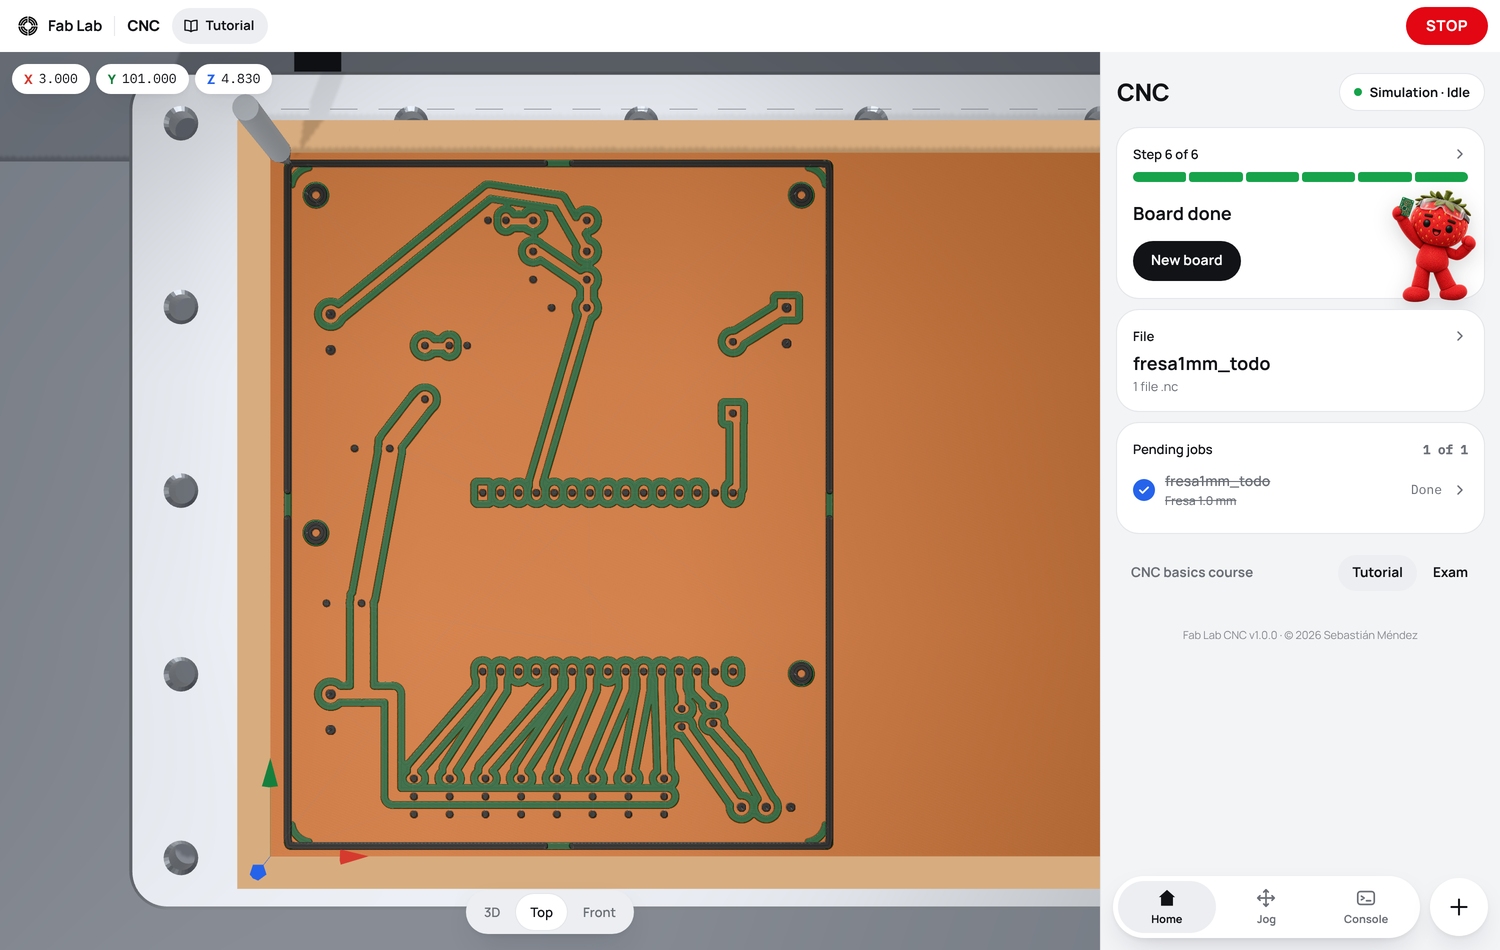 Fab Lab
CNC
Tutorial
STOP
X 3.000
Y 101.000
Z 4.830
CNC
Simulation · Idle
Step 6 of 6
Board done
New board
File
fresa1mm_todo
1 file .nc
Pending jobs
1 of 1
fresa1mm_todo
Fresa 1.0 mm
Done
CNC basics course
Tutorial
Exam
Fab Lab CNC v1.0.0 · © 2026 Sebastián Méndez
3D
Top
Front
Home
Jog
Console